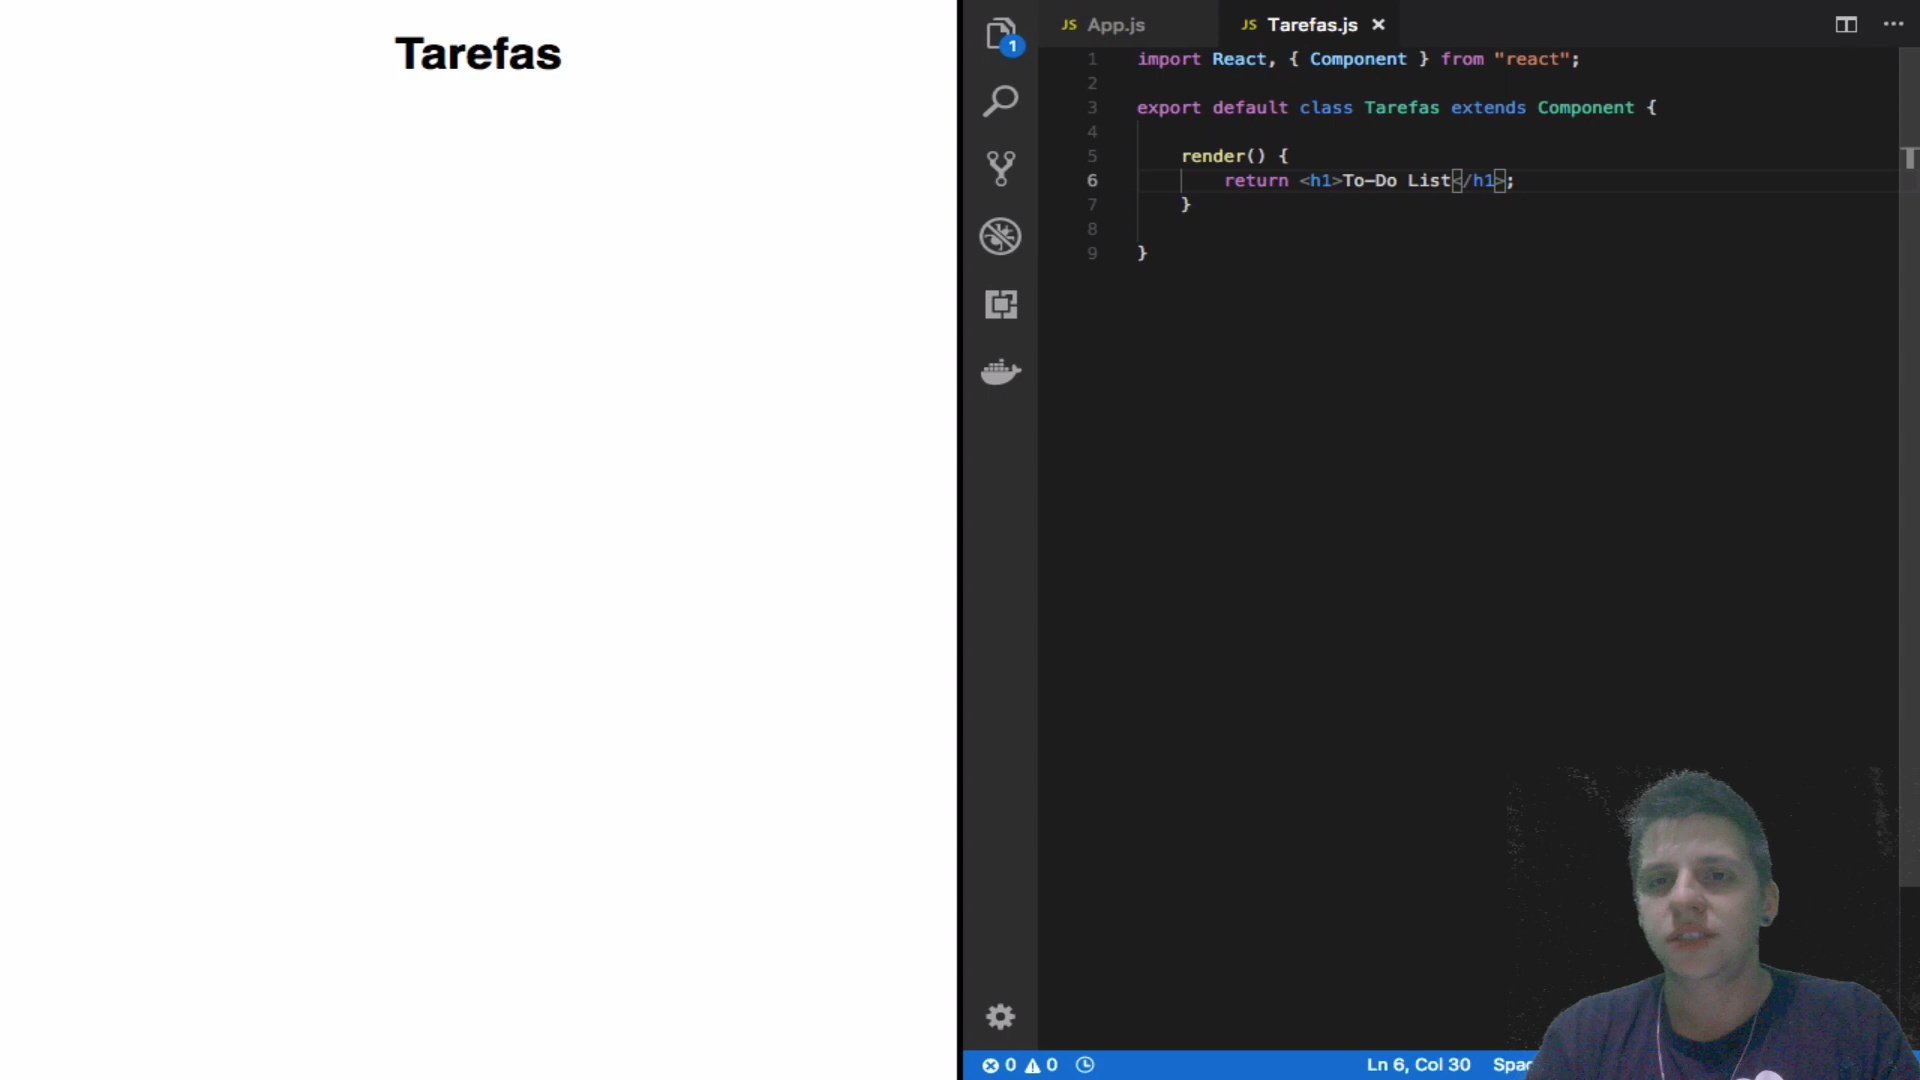 Tarefas
1
JS App.js
JS Tarefas.js ×
1 import React, { Component } from "react";
2
3 export default class Tarefas extends Component {
4
5 render() {
6 return <h1>To-Do List</h1>;
7 }
8
9 }
0 0
Ln 6, Col 30